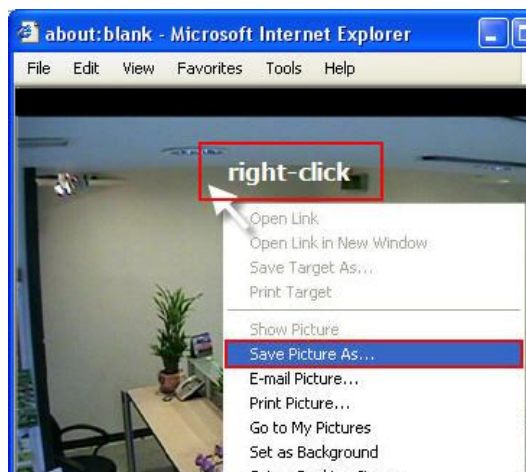 about:blank - Microsoft Internet Explorer
File Edit View Favorites Tools Help
right-click
Open Link
Open Link in New Window
Save Target As...
Print Target
Show Picture
Save Picture As...
E-mail Picture...
Print Picture...
Go to My Pictures
Set as Background